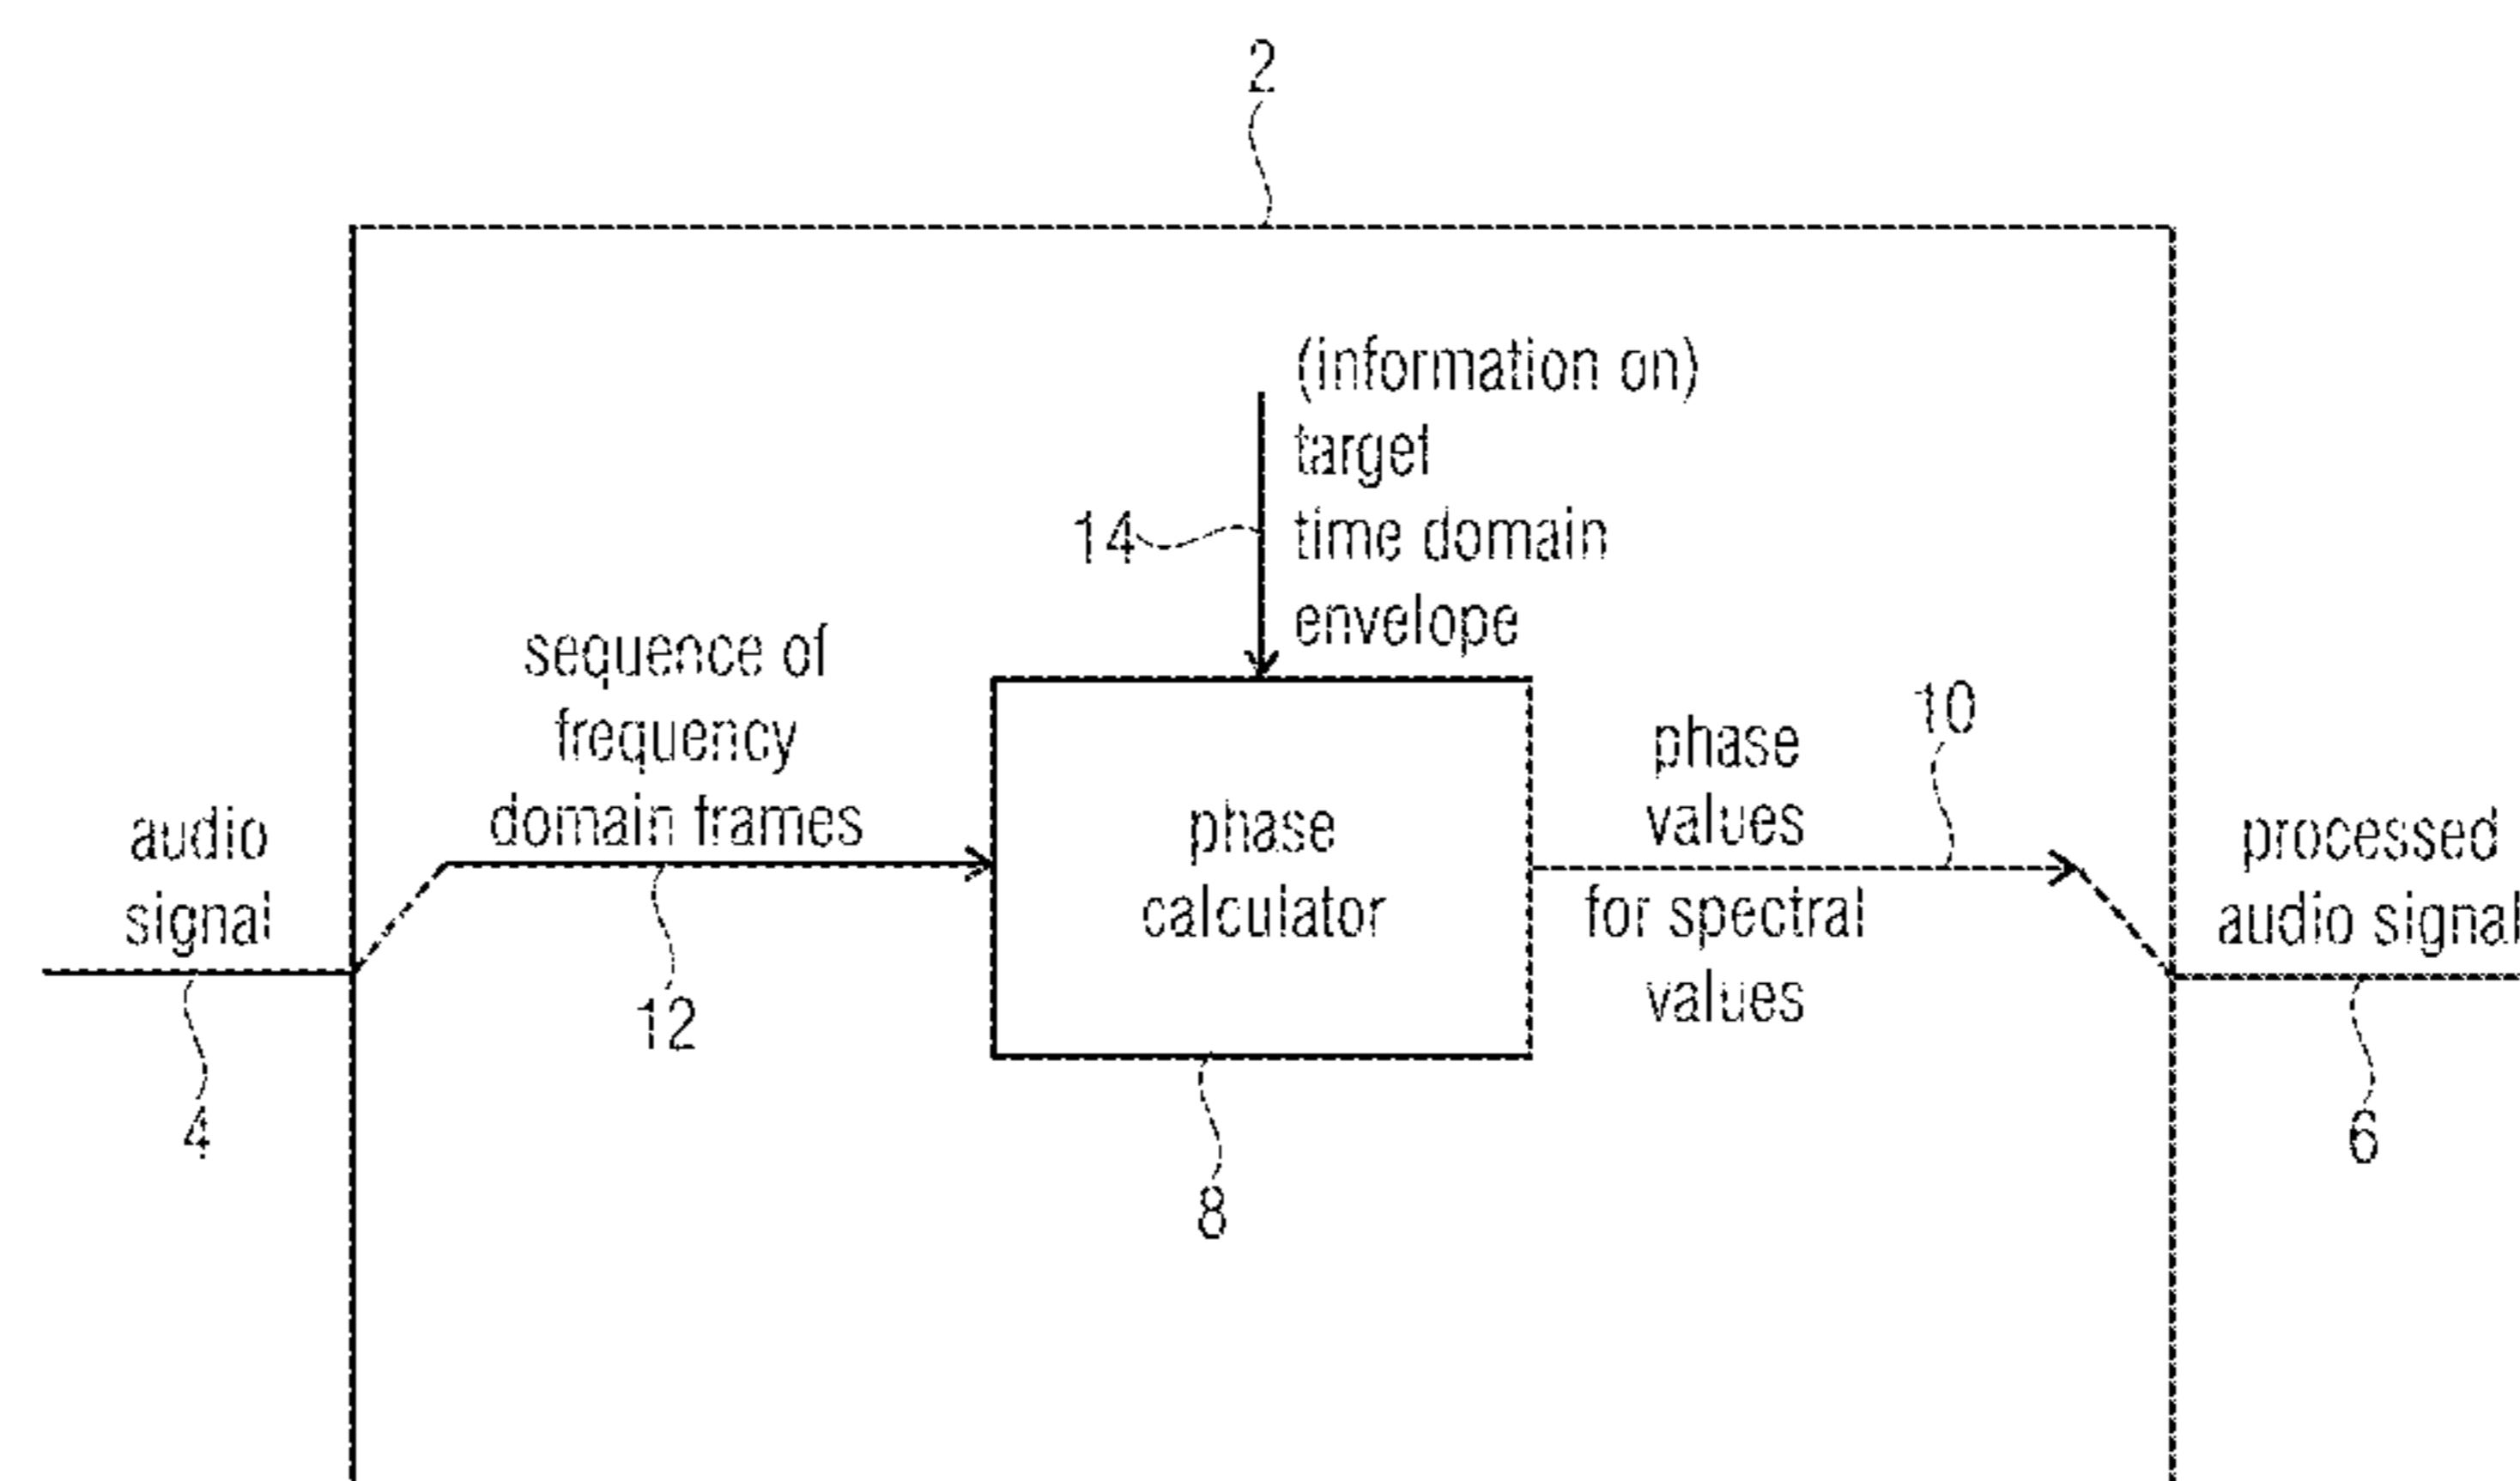 2
(information on)
target
time domain
envelope
14
sequence of
frequency
domain frames
12
audio
signal
4
phase
calculator
8
phase
values
for spectral
values
10
processed
audio signal
6